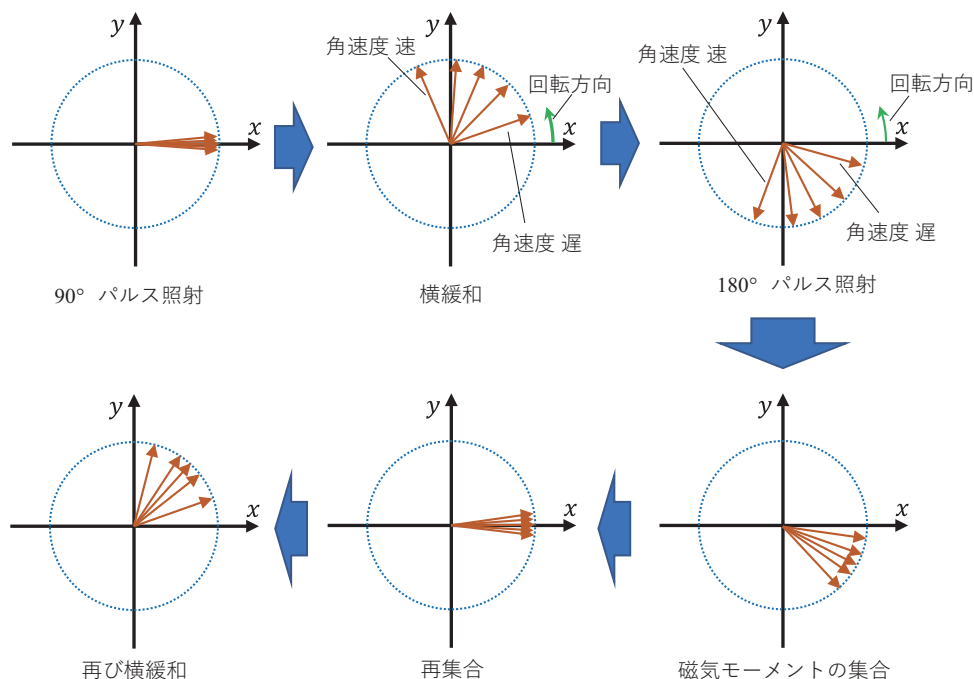 y
x
90° パルス照射
y
角速度 速
回転方向
x
角速度 遅
横緩和
y
角速度 速
回転方向
x
角速度 遅
180° パルス照射
y
x
再び横緩和
y
x
再集合
y
x
磁気モーメントの集合